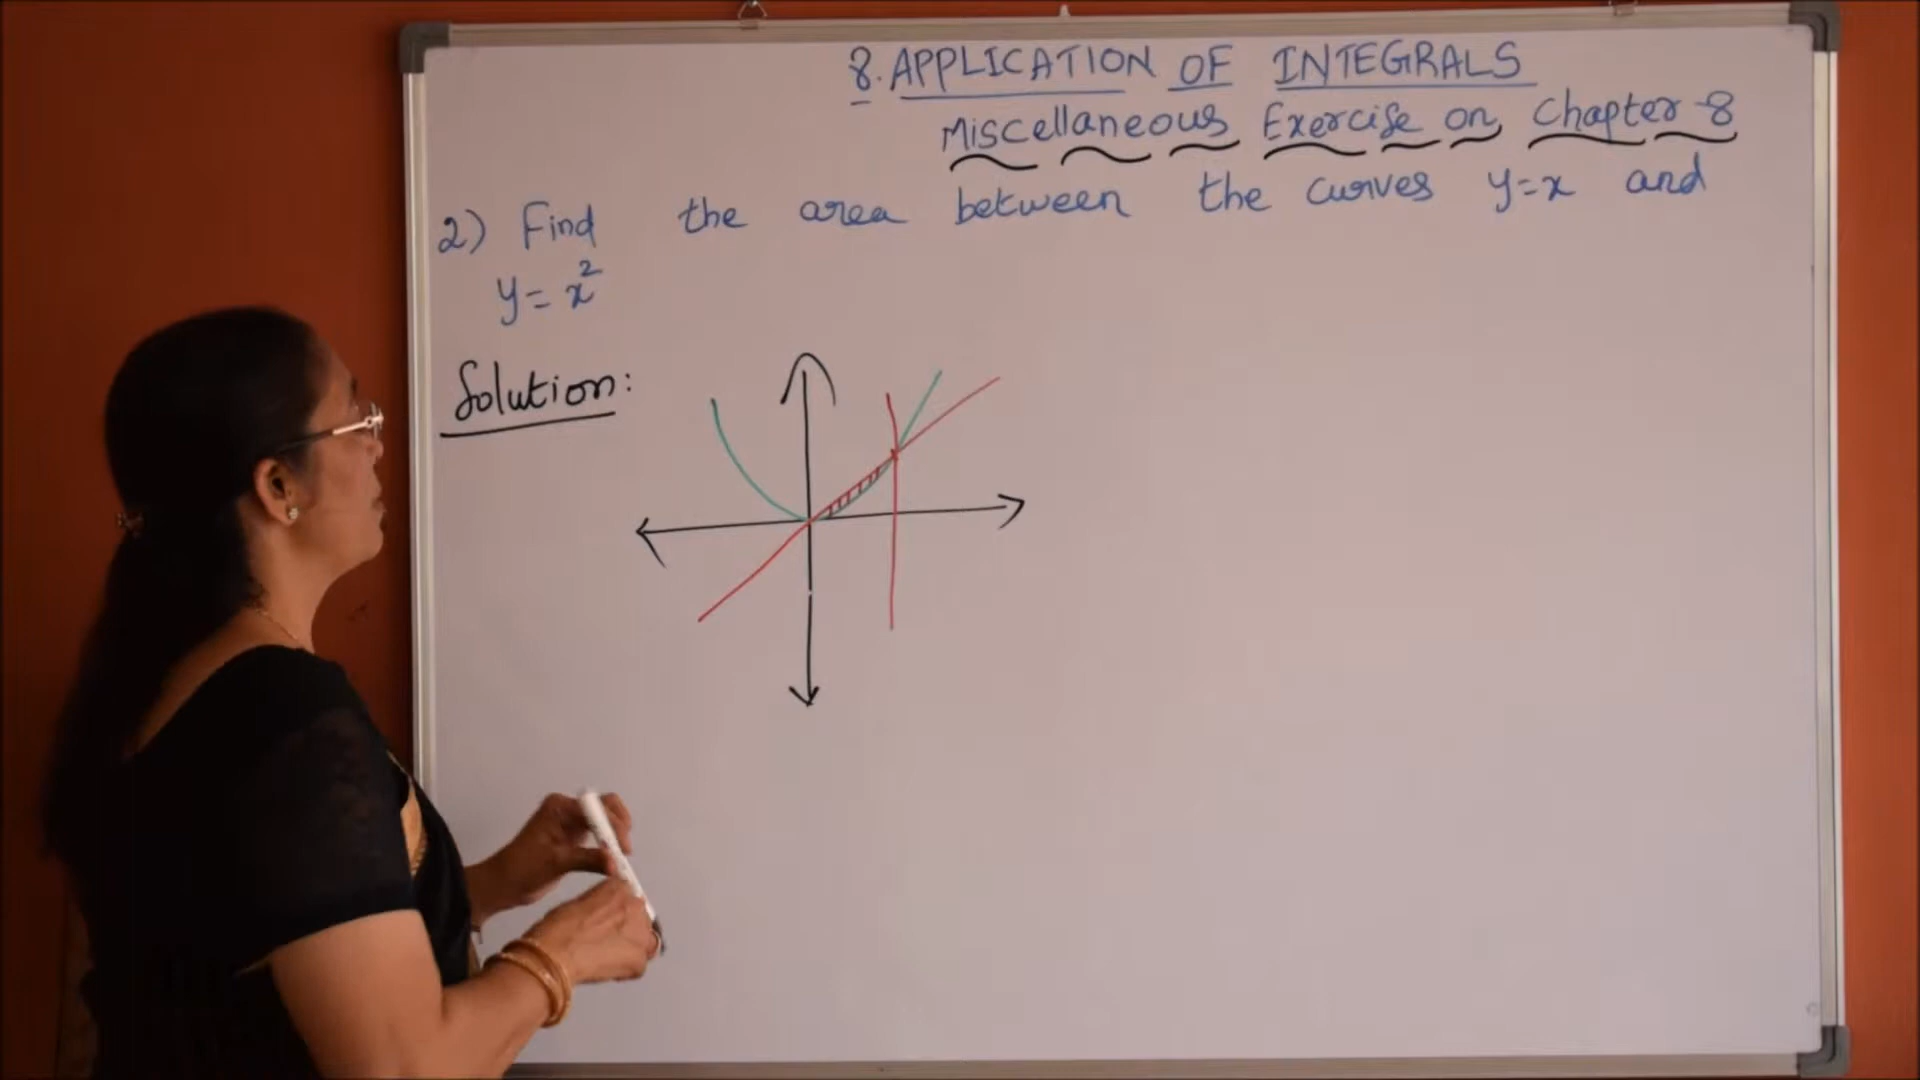 8. APPLICATION OF INTEGRALS
Miscellaneous Exercise on Chapter-8
2) Find the area between the curves y=x and
y = x²
Solution: